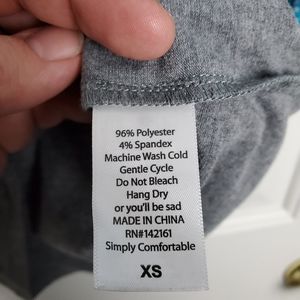 96% Polyester
4% Spandex
Machine Wash Cold
Gentle Cycle
Do Not Bleach
Hang Dry
or you'll be sad
MADE IN CHINA
RN#142161
Simply Comfortable
XS